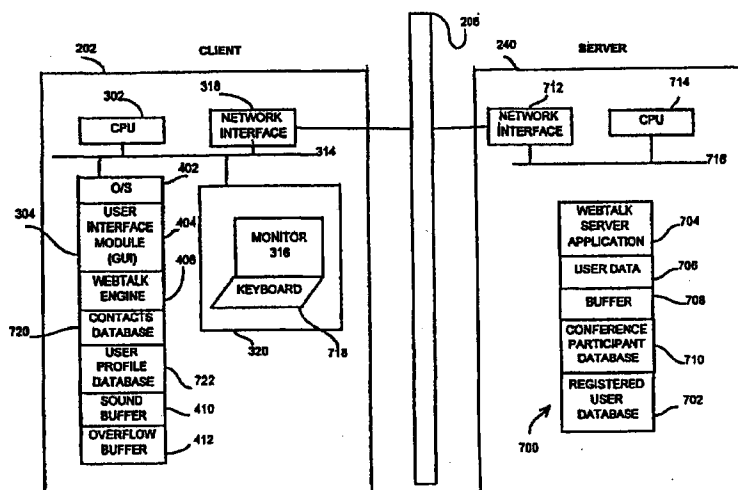 206
CLIENT
SERVER
202
240
302
318
712
714
CPU
NETWORK
INTERFACE
NETWORK
INTERFACE
CPU
314
716
402
O/S
USER
INTERFACE
MODULE
(GUI)
304
404
MONITOR
316
KEYBOARD
WEBTALK
ENGINE
406
720
CONTACTS
DATABASE
320
718
USER
PROFILE
DATABASE
722
SOUND
BUFFER
410
OVERFLOW
BUFFER
412
WEBTALK
SERVER
APPLICATION
704
USER DATA
706
BUFFER
708
CONFERENCE
PARTICIPANT
DATABASE
710
REGISTERED
USER
DATABASE
702
700